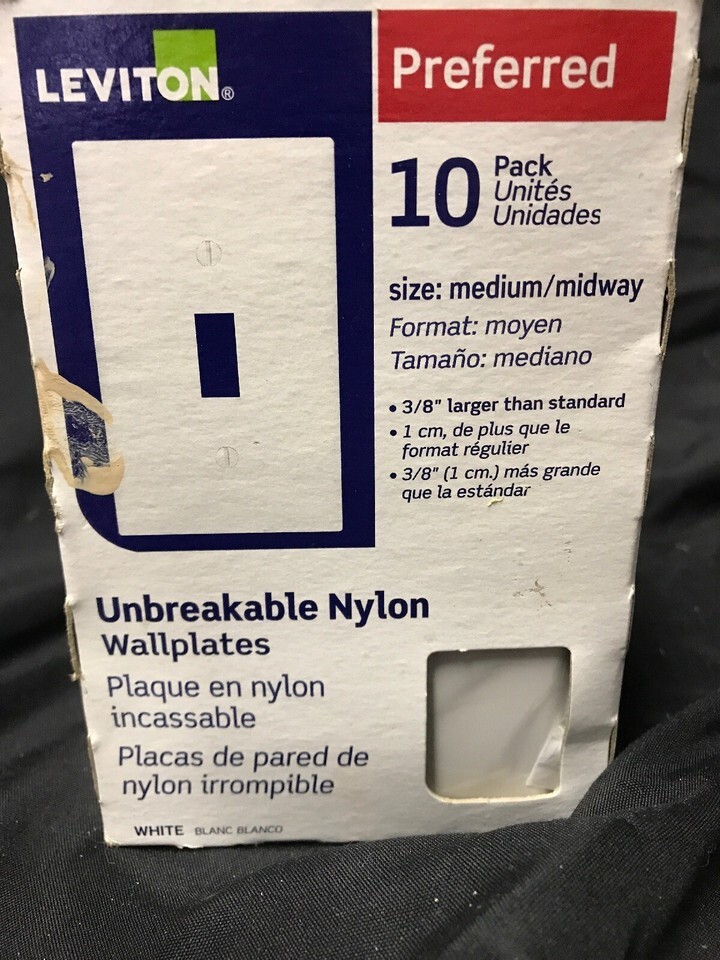 LEVITON®
Preferred
10 Pack
Unités
Unidades
size: medium/midway
Format: moyen
Tamaño: mediano
• 3/8" larger than standard
• 1 cm, de plus que le
format régulier
• 3/8" (1 cm.) más grande
que la estándar
Unbreakable Nylon
Wallplates
Plaque en nylon
incassable
Placas de pared de
nylon irrompible
WHITE BLANC BLANCO